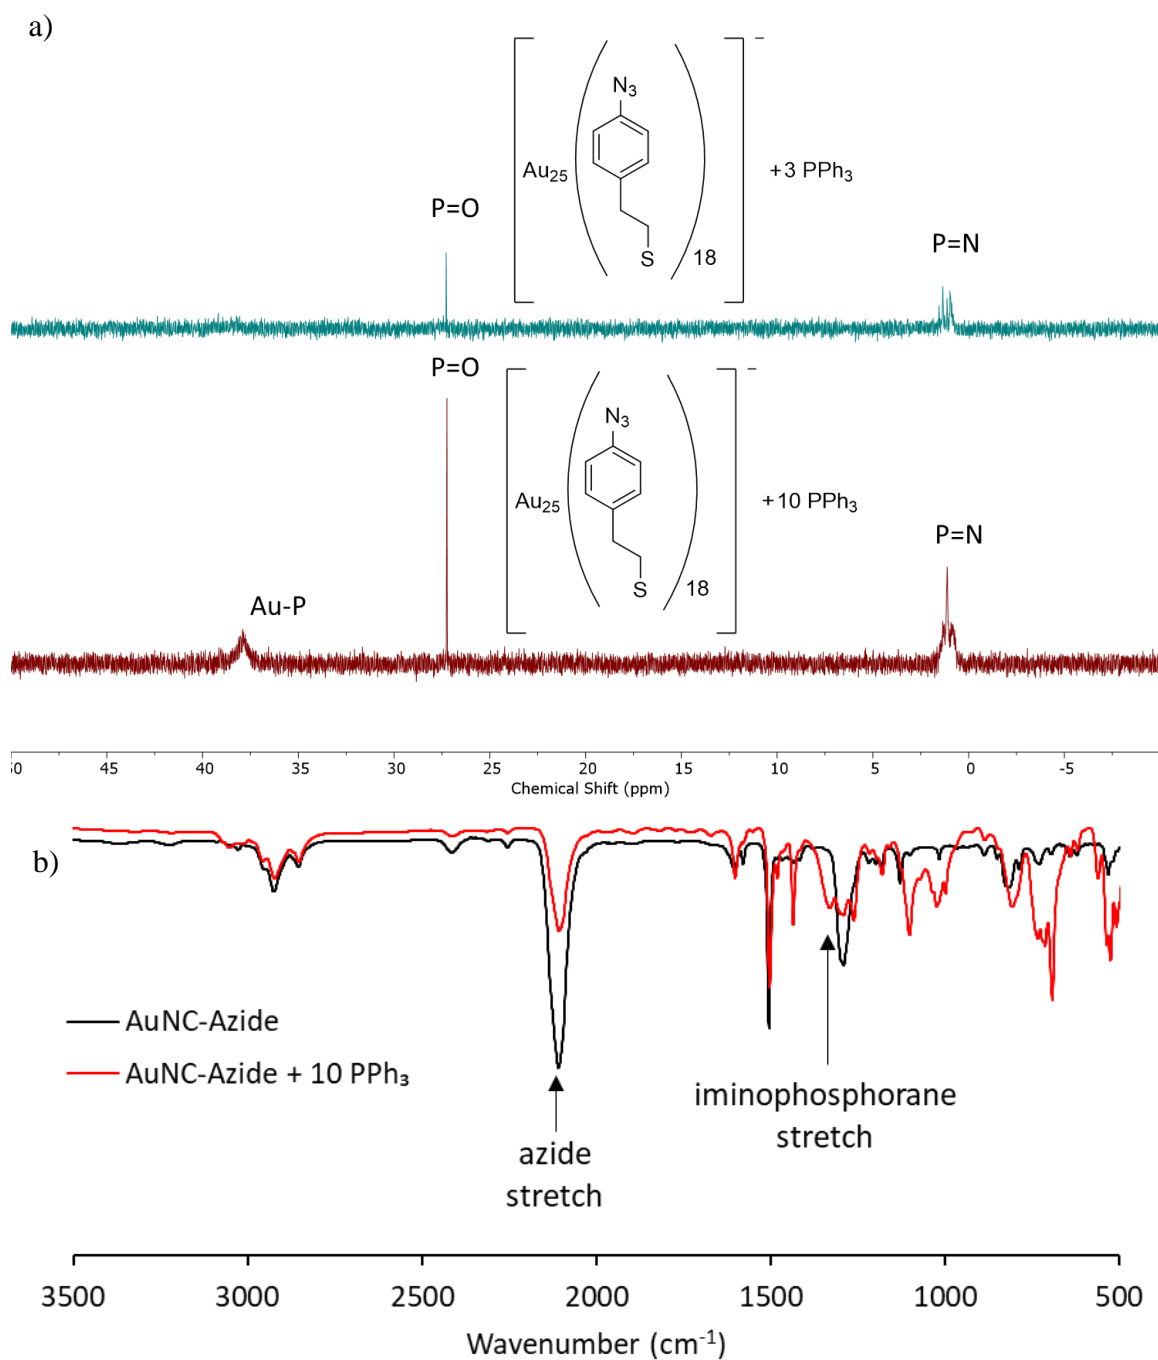 a)
N3
Au25
S
18
−
+3 PPh3
P=O
P=N
P=O
N3
Au25
S
18
−
+10 PPh3
P=N
Au-P
50 45 40 35 30 25 20 15 10 5 0 -5
Chemical Shift (ppm)
b)
AuNC-Azide
AuNC-Azide + 10 PPh₃
azide
stretch
iminophosphorane
stretch
3500 3000 2500 2000 1500 1000 500
Wavenumber (cm-1)